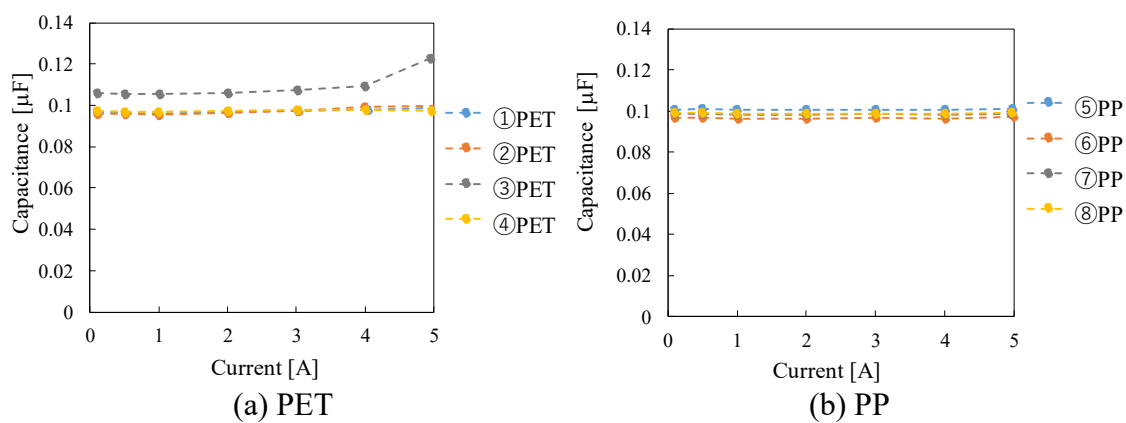 0.14
0.12
0.1
0.08
0.06
0.04
0.02
0
Capacitance [μF]
0 1 2 3 4 5
Current [A]
①PET
②PET
③PET
④PET
(a) PET
0.14
0.12
0.1
0.08
0.06
0.04
0.02
0
Capacitance [μF]
0 1 2 3 4 5
Current [A]
⑤PP
⑥PP
⑦PP
⑧PP
(b) PP